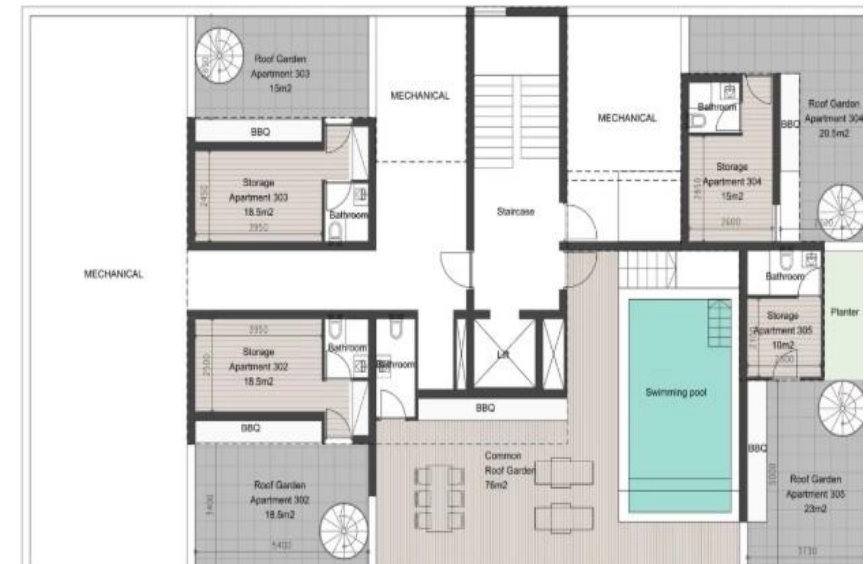 Roof Garden
Apartment 303
15m2
BBQ
Storage
Apartment 303
18.5m2
2450
3950
Bathroom
MECHANICAL
MECHANICAL
MECHANICAL
Staircase
Lift
Bathroom
Storage
Apartment 304
15m2
2850
2600
BBQ
Roof Garden
Apartment 304
20.5m2
Bathroom
Storage
Apartment 305
10m2
2300
Planter
3950
Storage
Apartment 302
18.5m2
2500
Bathroom
Bathroom
BBQ
BBQ
Swimming pool
Common
Roof Garden
76m2
Roof Garden
Apartment 302
18.5m2
3400
5400
BBQ
5000
Roof Garden
Apartment 305
23m2
3730